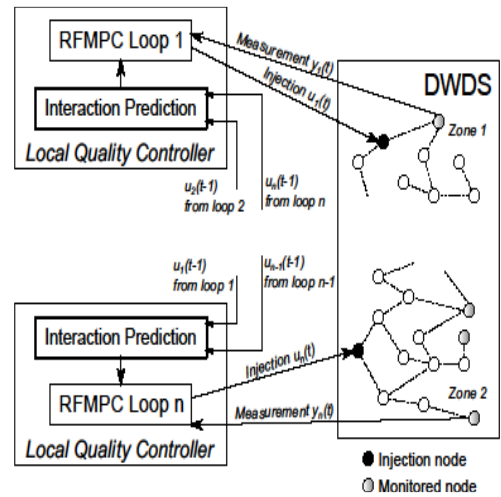 RFMPC Loop 1
Interaction Prediction
Local Quality Controller
Measurement y1(t)
Injection u1(t)
DWDS
Zone 1
u2(t-1)
from loop 2
un(t-1)
from loop n
u1(t-1)
from loop 1
un-1(t-1)
from loop n-1
Interaction Prediction
RFMPC Loop n
Local Quality Controller
Injection un(t)
Measurement yn(t)
Zone 2
Injection node
Monitored node